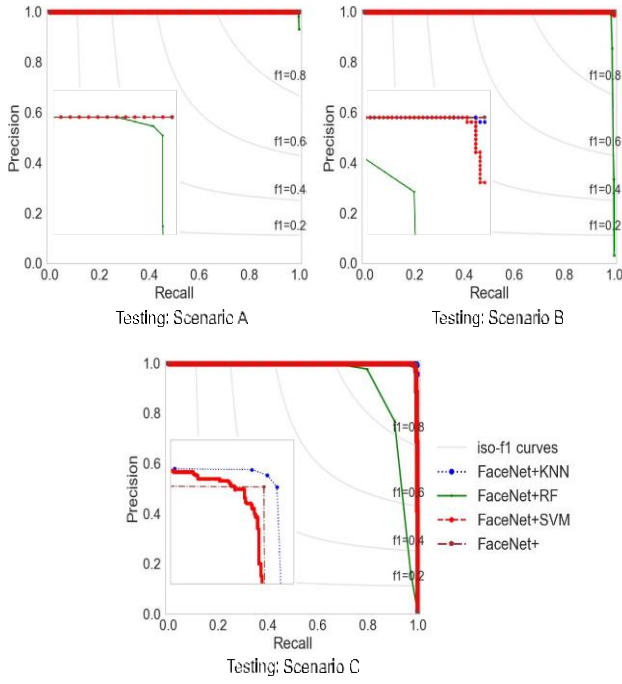 1.0
0.8
0.6
0.4
0.2
0.0
Precision
f1=0.8
f1=0.6
f1=0.4
f1=0.2
0.0 0.2 0.4 0.6 0.8 1.0
Recall
Testing: Scenario A
1.0
0.8
0.6
0.4
0.2
0.0
Precision
f1=0.8
f1=0.6
f1=0.4
f1=0.2
0.0 0.2 0.4 0.6 0.8 1.0
Recall
Testing: Scenario B
1.0
0.8
0.6
0.4
0.2
0.0
Precision
f1=0.8
f1=0.6
f1=0.4
f1=0.2
0.0 0.2 0.4 0.6 0.8 1.0
Recall
Testing: Scenario C
iso-f1 curves
FaceNet+KNN
FaceNet+RF
FaceNet+SVM
FaceNet+